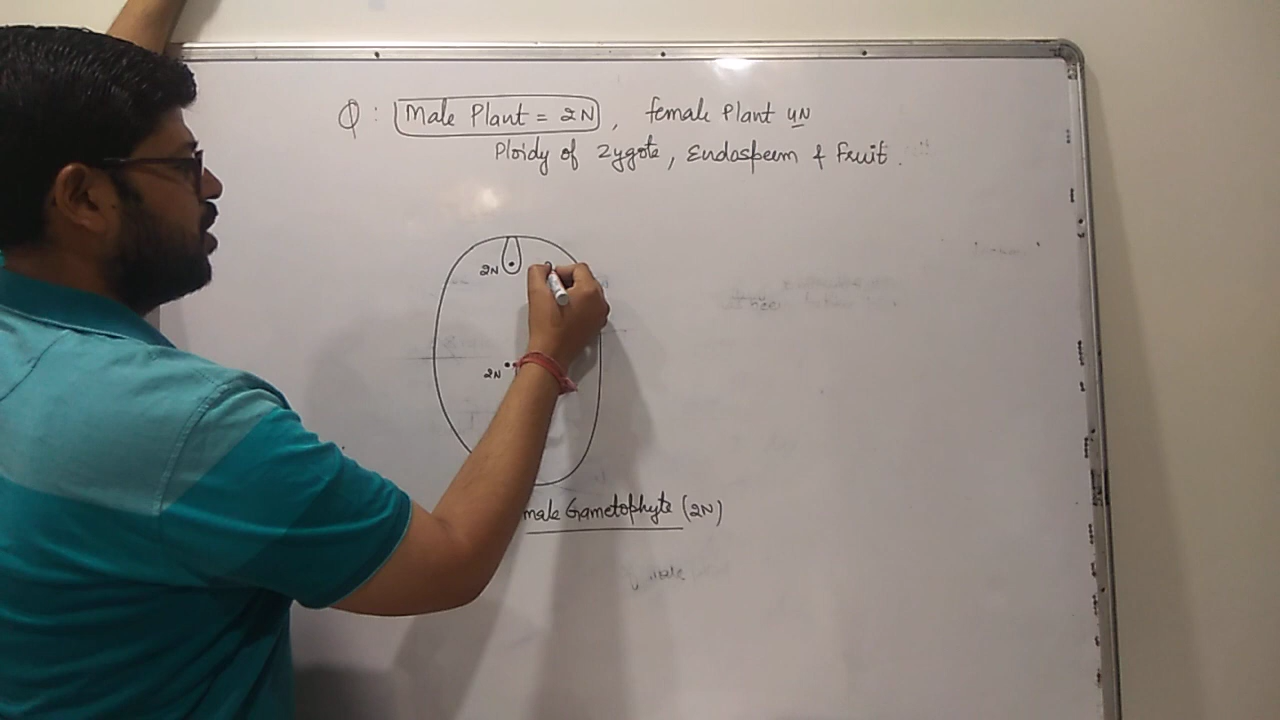 Q : Male Plant = 2N , female Plant 4N
Ploidy of Zygote , Endosperm & Fruit .
2N
2N
male Gametophyte (2N)